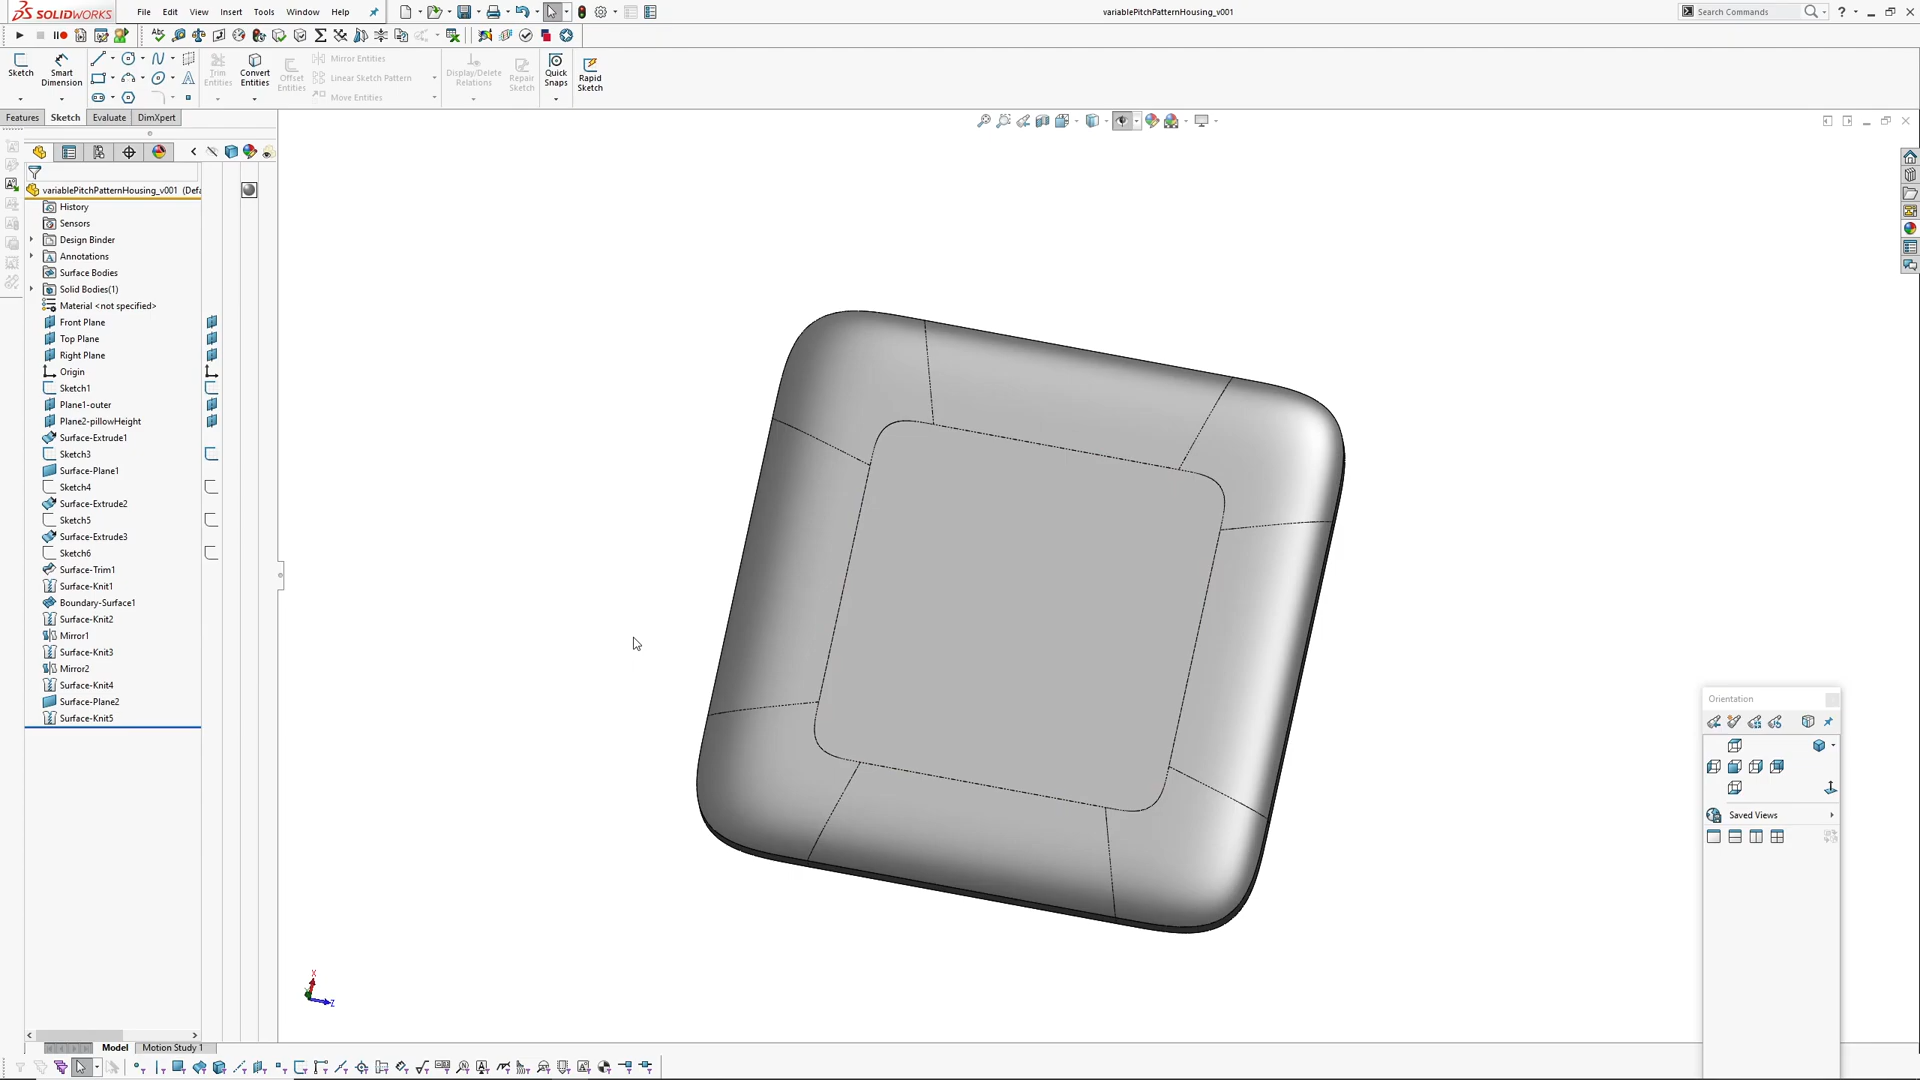 SOLIDWORKS File Edit View Insert Tools Window Help variablePitchPatternHousing_v001 Search Commands
Sketch Smart Dimension Trim Entities Convert Entities Offset Entities Mirror Entities Linear Sketch Pattern Move Entities Display/Delete Relations Repair Sketch Quick Snaps Rapid Sketch
Features Sketch Evaluate DimXpert
variablePitchPatternHousing_v001 (Defa
History
Sensors
Design Binder
Annotations
Surface Bodies
Solid Bodies(1)
Material <not specified>
Front Plane
Top Plane
Right Plane
Origin
Sketch1
Plane1-outer
Plane2-pillowHeight
Surface-Extrude1
Sketch3
Surface-Plane1
Sketch4
Surface-Extrude2
Sketch5
Surface-Extrude3
Sketch6
Surface-Trim1
Surface-Knit1
Boundary-Surface1
Surface-Knit2
Mirror1
Surface-Knit3
Mirror2
Surface-Knit4
Surface-Plane2
Surface-Knit5
Orientation
Saved Views
X
Z
Model Motion Study 1